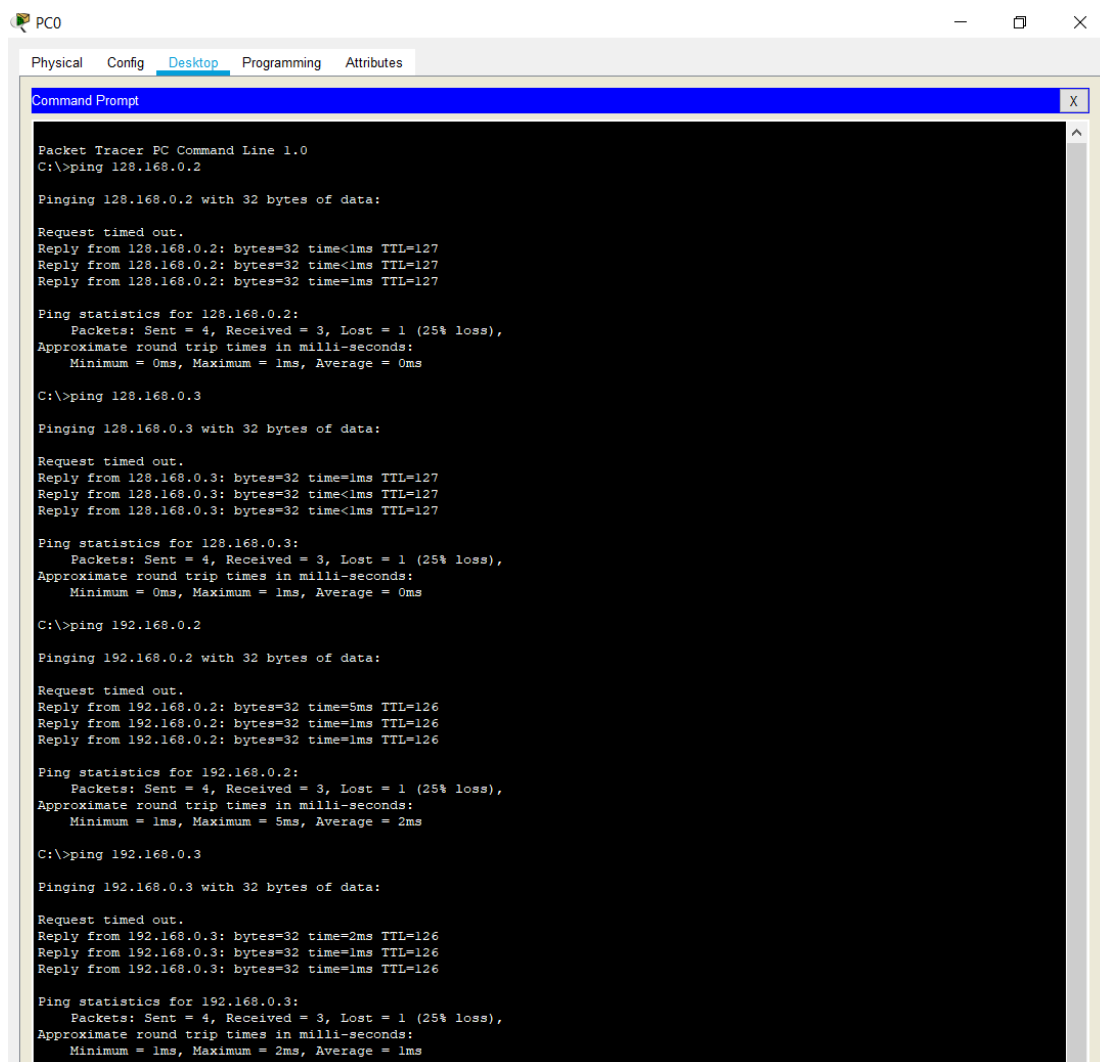 PC0
Physical Config Desktop Programming Attributes
Command Prompt
X
Packet Tracer PC Command Line 1.0
C:\>ping 128.168.0.2
Pinging 128.168.0.2 with 32 bytes of data:
Request timed out.
Reply from 128.168.0.2: bytes=32 time<1ms TTL=127
Reply from 128.168.0.2: bytes=32 time<1ms TTL=127
Reply from 128.168.0.2: bytes=32 time=1ms TTL=127
Ping statistics for 128.168.0.2:
    Packets: Sent = 4, Received = 3, Lost = 1 (25% loss),
Approximate round trip times in milli-seconds:
    Minimum = 0ms, Maximum = 1ms, Average = 0ms
C:\>ping 128.168.0.3
Pinging 128.168.0.3 with 32 bytes of data:
Request timed out.
Reply from 128.168.0.3: bytes=32 time=1ms TTL=127
Reply from 128.168.0.3: bytes=32 time<1ms TTL=127
Reply from 128.168.0.3: bytes=32 time<1ms TTL=127
Ping statistics for 128.168.0.3:
    Packets: Sent = 4, Received = 3, Lost = 1 (25% loss),
Approximate round trip times in milli-seconds:
    Minimum = 0ms, Maximum = 1ms, Average = 0ms
C:\>ping 192.168.0.2
Pinging 192.168.0.2 with 32 bytes of data:
Request timed out.
Reply from 192.168.0.2: bytes=32 time=5ms TTL=126
Reply from 192.168.0.2: bytes=32 time=1ms TTL=126
Reply from 192.168.0.2: bytes=32 time=1ms TTL=126
Ping statistics for 192.168.0.2:
    Packets: Sent = 4, Received = 3, Lost = 1 (25% loss),
Approximate round trip times in milli-seconds:
    Minimum = 1ms, Maximum = 5ms, Average = 2ms
C:\>ping 192.168.0.3
Pinging 192.168.0.3 with 32 bytes of data:
Request timed out.
Reply from 192.168.0.3: bytes=32 time=2ms TTL=126
Reply from 192.168.0.3: bytes=32 time=1ms TTL=126
Reply from 192.168.0.3: bytes=32 time=1ms TTL=126
Ping statistics for 192.168.0.3:
    Packets: Sent = 4, Received = 3, Lost = 1 (25% loss),
Approximate round trip times in milli-seconds:
    Minimum = 1ms, Maximum = 2ms, Average = 1ms